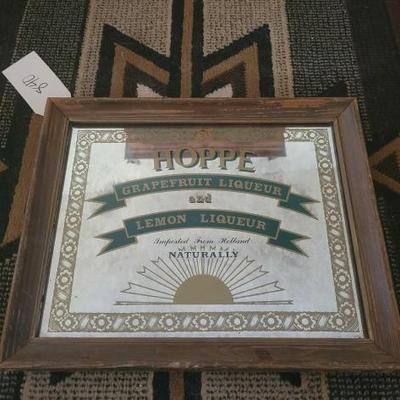 HOPPE
GRAPEFRUIT LIQUEUR
and
LEMON LIQUEUR
Imported From Holland
NATURALLY